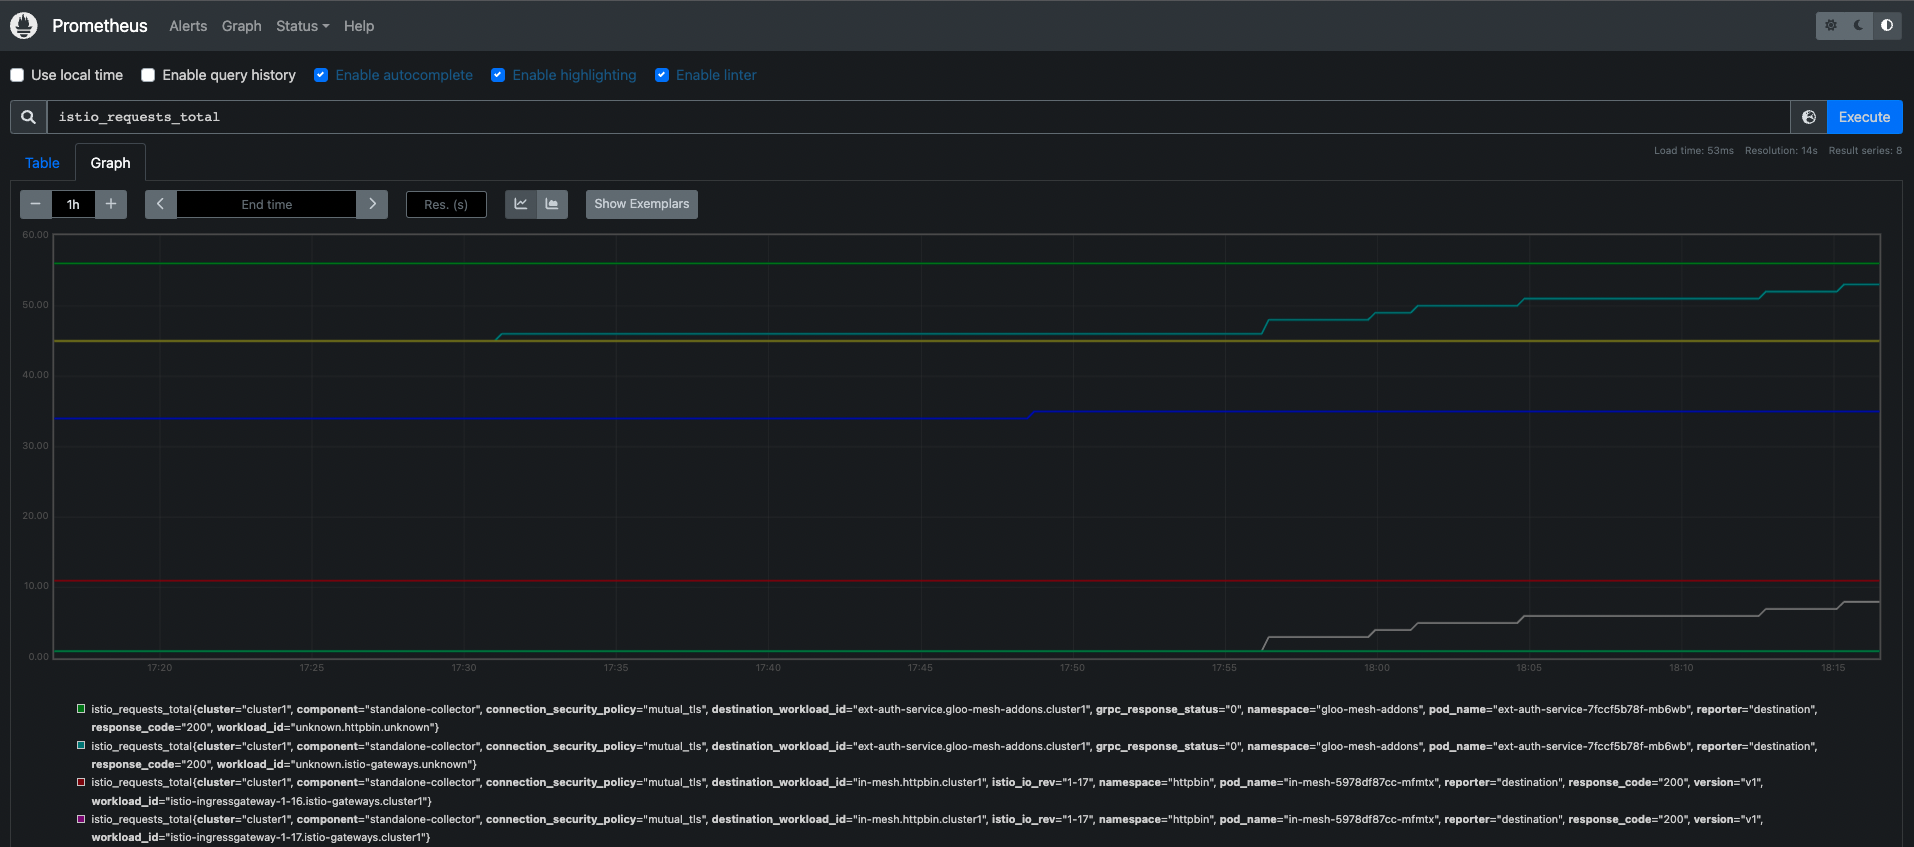 Prometheus Alerts Graph Status Help
Use local time Enable query history Enable autocomplete Enable highlighting Enable linter
istio_requests_total Execute
Table Graph Load time: 53ms Resolution: 14s Result series: 8
1h End time Res. (s) Show Exemplars
60.00
50.00
40.00
30.00
20.00
10.00
0.00
17:20 17:25 17:30 17:35 17:40 17:45 17:50 17:55 18:00 18:05 18:10 18:15
istio_requests_total{cluster="cluster1", component="standalone-collector", connection_security_policy="mutual_tls", destination_workload_id="ext-auth-service.gloo-mesh-addons.cluster1", grpc_response_status="0", namespace="gloo-mesh-addons", pod_name="ext-auth-service-7fccf5b78f-mb6wb", reporter="destination",
response_code="200", workload_id="unknown.httpbin.unknown"}
istio_requests_total{cluster="cluster1", component="standalone-collector", connection_security_policy="mutual_tls", destination_workload_id="ext-auth-service.gloo-mesh-addons.cluster1", grpc_response_status="0", namespace="gloo-mesh-addons", pod_name="ext-auth-service-7fccf5b78f-mb6wb", reporter="destination",
response_code="200", workload_id="unknown.istio-gateways.unknown"}
istio_requests_total{cluster="cluster1", component="standalone-collector", connection_security_policy="mutual_tls", destination_workload_id="in-mesh.httpbin.cluster1", istio_io_rev="1-17", namespace="httpbin", pod_name="in-mesh-5978df87cc-mfmtx", reporter="destination", response_code="200", version="v1",
workload_id="istio-ingressgateway-1-16.istio-gateways.cluster1"}
istio_requests_total{cluster="cluster1", component="standalone-collector", connection_security_policy="mutual_tls", destination_workload_id="in-mesh.httpbin.cluster1", istio_io_rev="1-17", namespace="httpbin", pod_name="in-mesh-5978df87cc-mfmtx", reporter="destination", response_code="200", version="v1",
workload_id="istio-ingressgateway-1-17.istio-gateways.cluster1"}